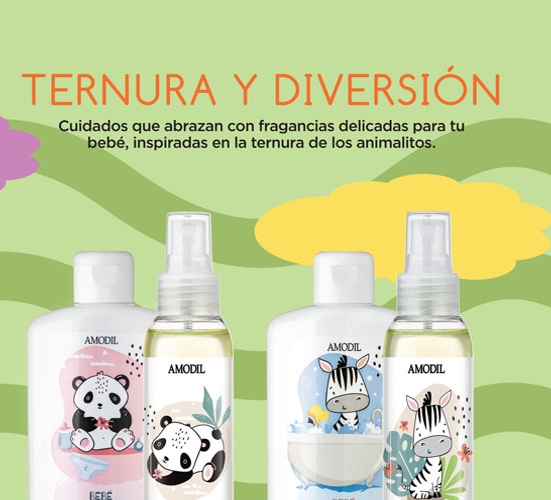 TERNURA Y DIVERSIÓN
Cuidados que abrazan con fragancias delicadas para tu
bebé, inspiradas en la ternura de los animalitos.
AMODIL
AMODIL
AMODIL
AMODIL
BEBÉ
BEBÉ